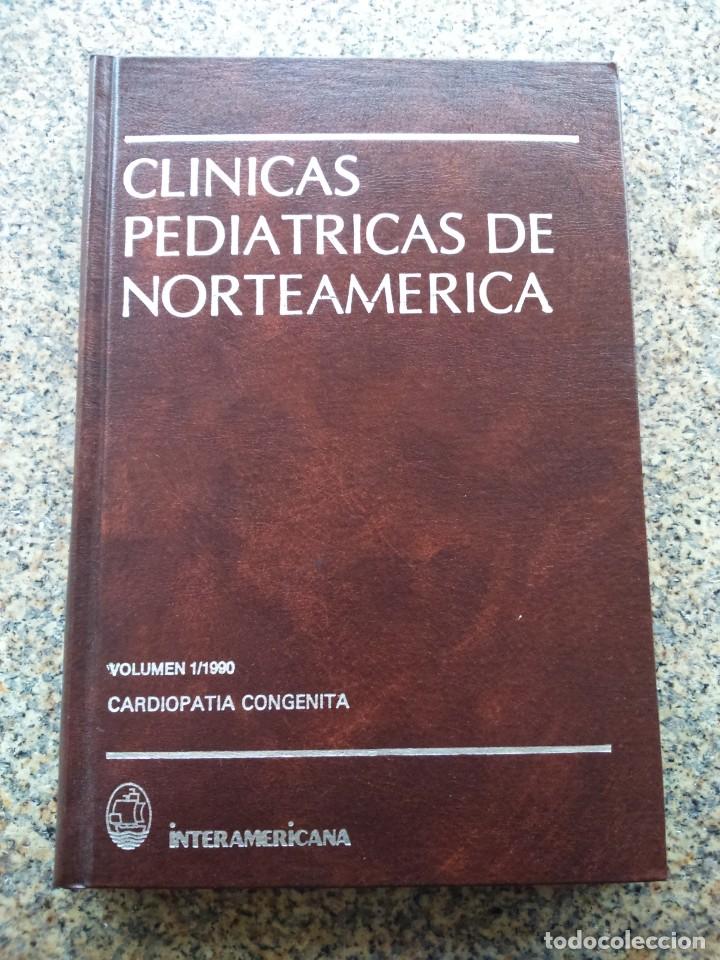 CLINICAS
PEDIATRICAS DE
NORTEAMERICA
VOLUMEN 1/1990
CARDIOPATIA CONGENITA
INTERAMERICANA
todocoleccion